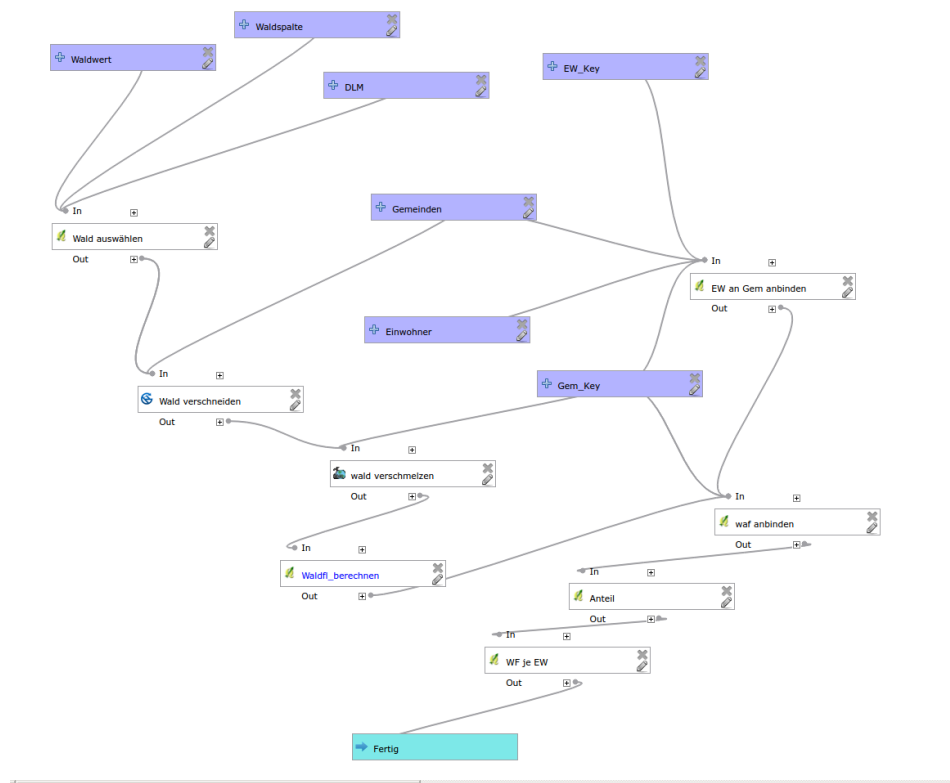 Waldspalte
Waldwert
EW_Key
DLM
Gemeinden
In
Wald auswählen
Out
In
EW an Gem anbinden
Out
Einwohner
In
Wald verschneiden
Out
Gem_Key
In
wald verschmelzen
Out
In
waf anbinden
Out
In
Waldfl_berechnen
Out
In
Anteil
Out
In
WF je EW
Out
Fertig